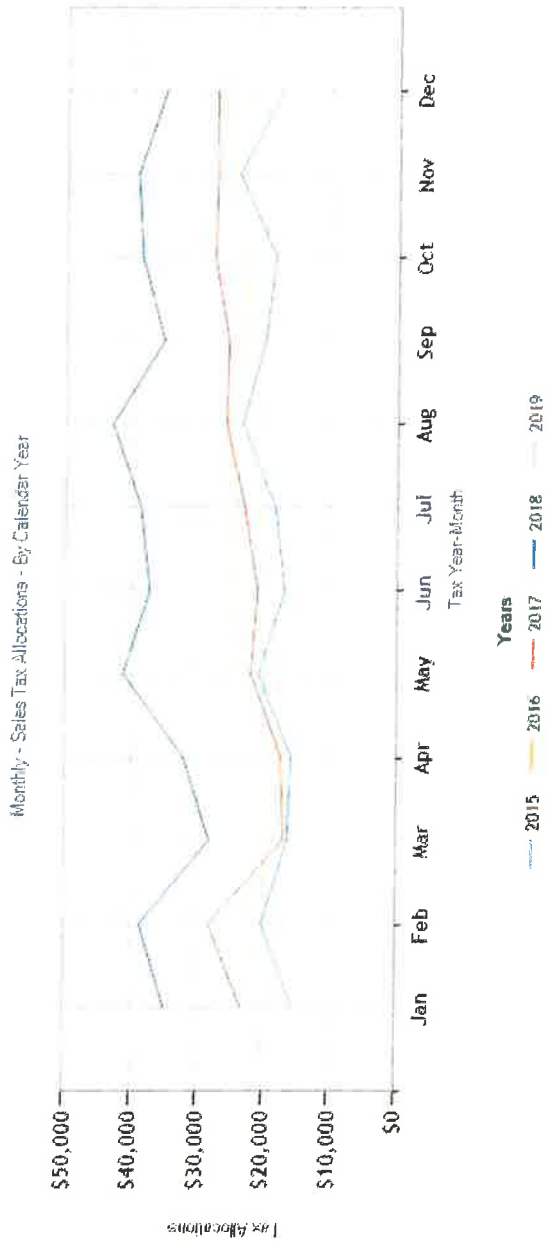 Monthly - Sales Tax Allocations - By Calendar Year
Tax Allocations
$50,000
$40,000
$30,000
$20,000
$10,000
$0
Jan Feb Mar Apr May Jun Jul Aug Sep Oct Nov Dec
Tax Year-Month
Years
2015 2016 2017 2018 2019